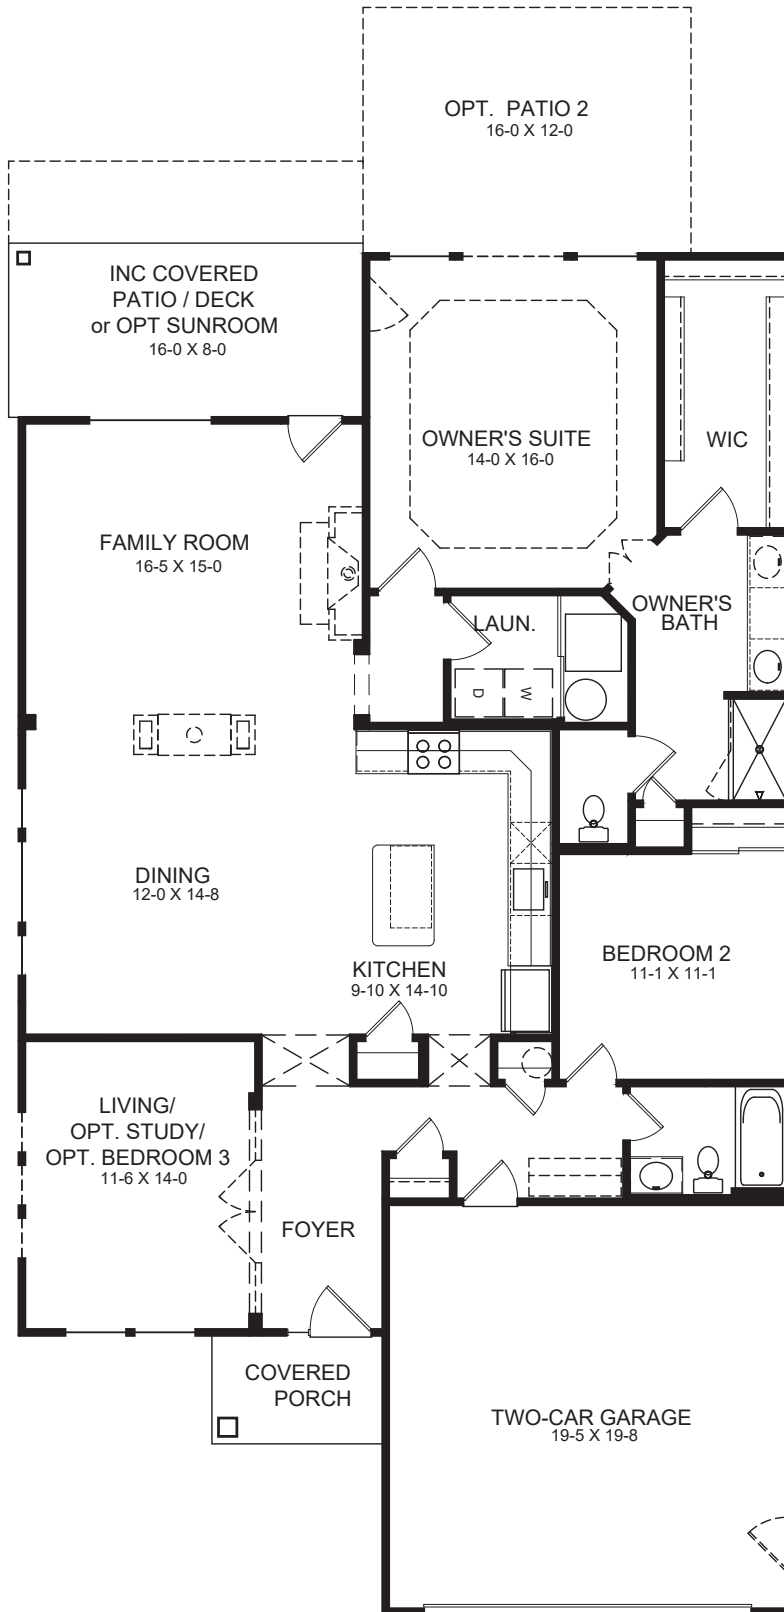 OPT. PATIO 2
16-0 X 12-0
INC COVERED
PATIO / DECK
or OPT SUNROOM
16-0 X 8-0
OWNER'S SUITE
14-0 X 16-0
WIC
FAMILY ROOM
16-5 X 15-0
OWNER'S
BATH
LAUN.
D
W
DINING
12-0 X 14-8
KITCHEN
9-10 X 14-10
BEDROOM 2
11-1 X 11-1
LIVING/
OPT. STUDY/
OPT. BEDROOM 3
11-6 X 14-0
FOYER
COVERED
PORCH
TWO-CAR GARAGE
19-5 X 19-8